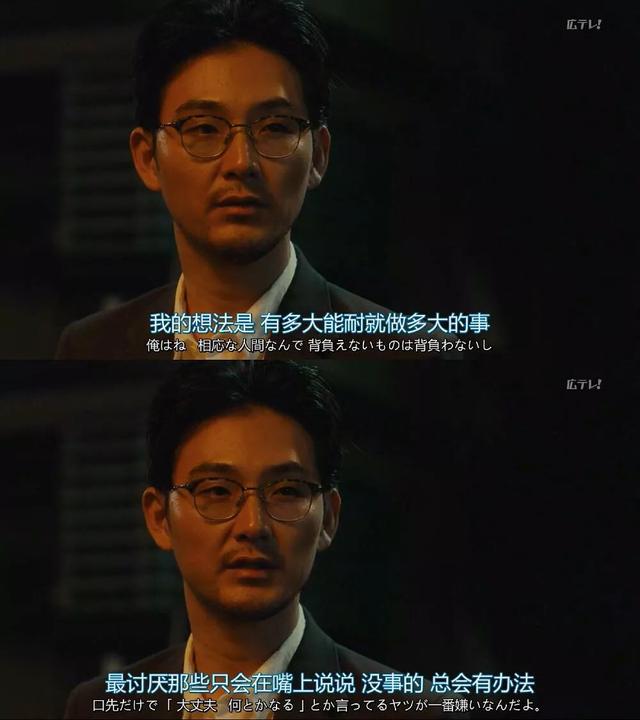 広テレ!
我的想法是 有多大能耐就做多大的事
俺はね 相応な人間なんで 背負えないものは背負わないし
広テレ!
最讨厌那些只会在嘴上说说 没事的 总会有办法
口先だけで「大丈夫 何とかなる」とか言ってるヤツが一番嫌いなんだよ。